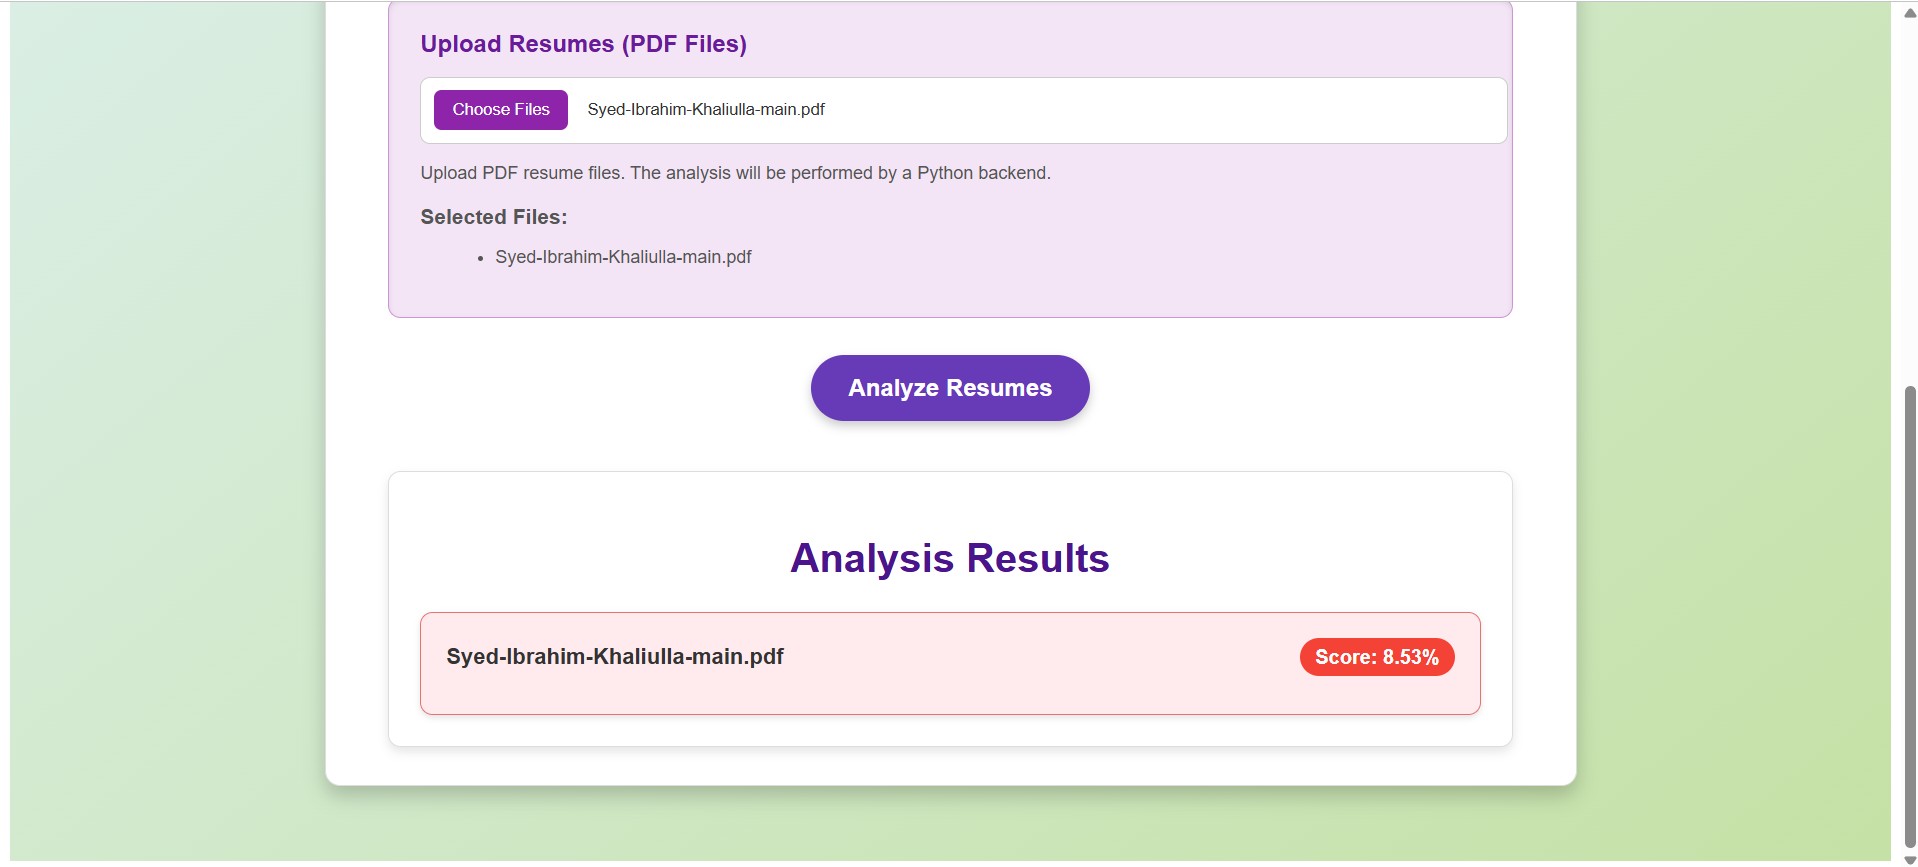 Upload Resumes (PDF Files)
Choose Files Syed-Ibrahim-Khaliulla-main.pdf
Upload PDF resume files. The analysis will be performed by a Python backend.
Selected Files:
• Syed-Ibrahim-Khaliulla-main.pdf
Analyze Resumes
Analysis Results
Syed-Ibrahim-Khaliulla-main.pdf Score: 8.53%